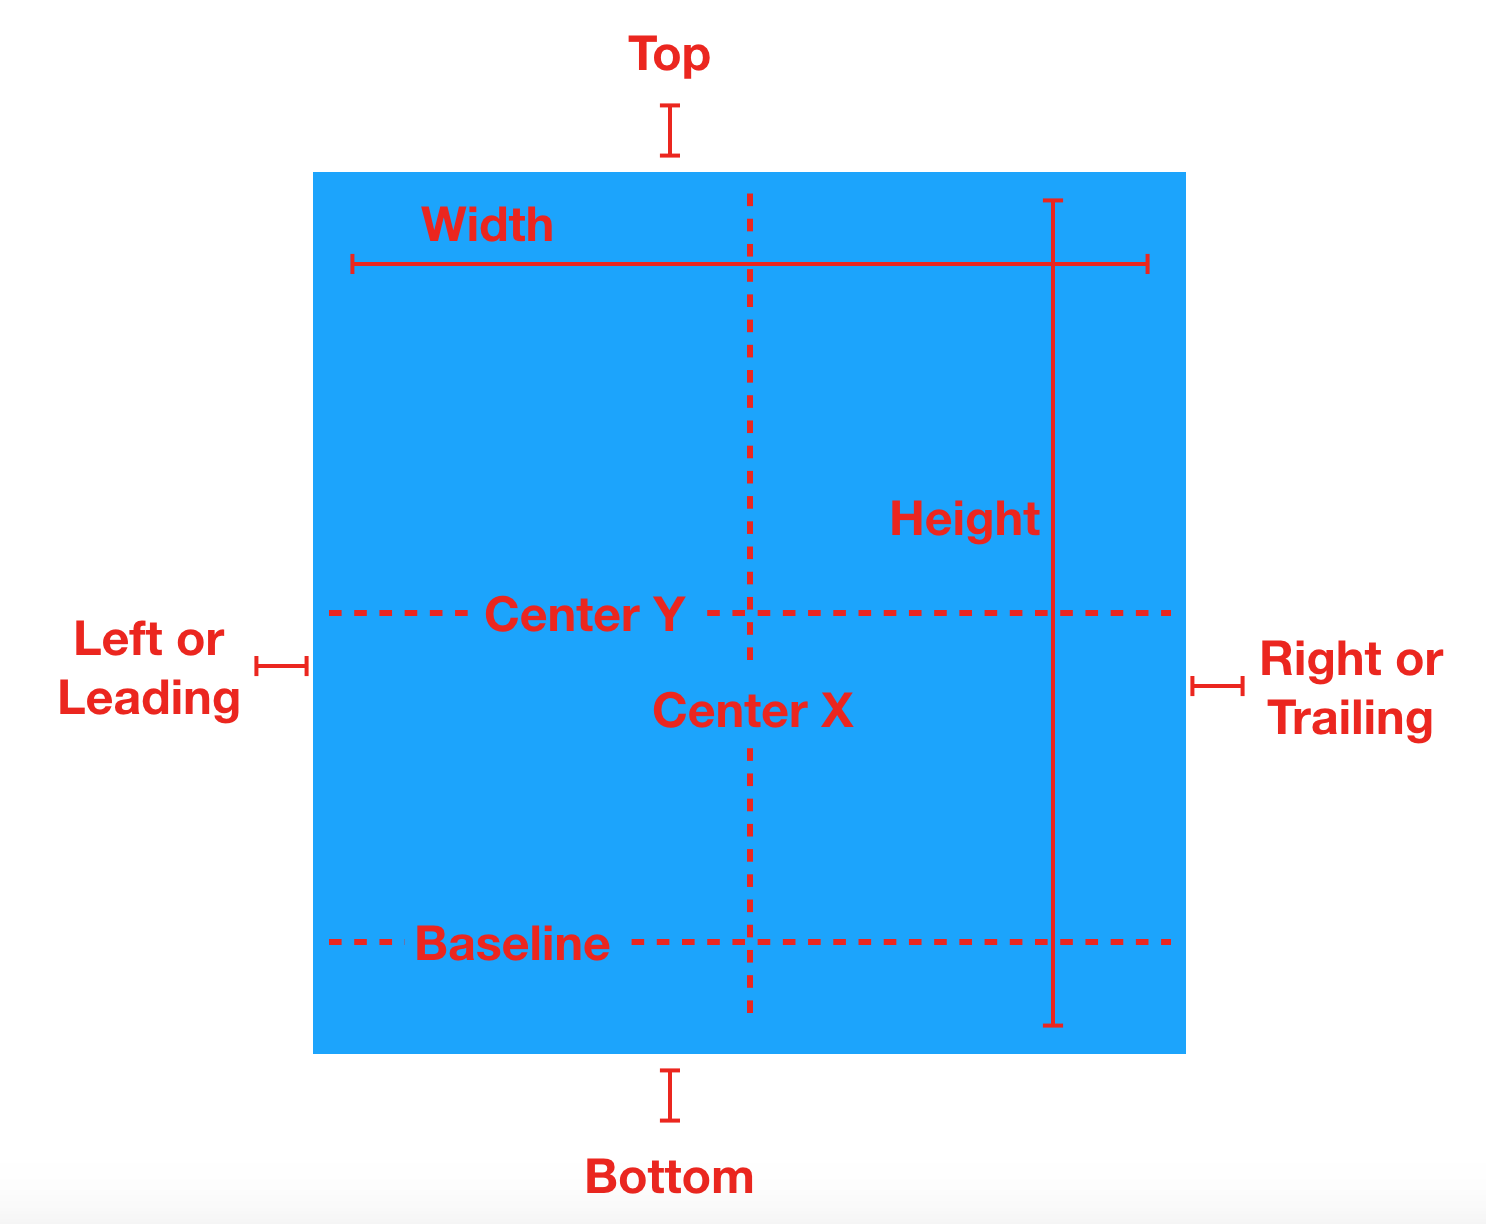 Top
Width
Height
Center Y
Left or
Leading
Right or
Trailing
Center X
Baseline
Bottom